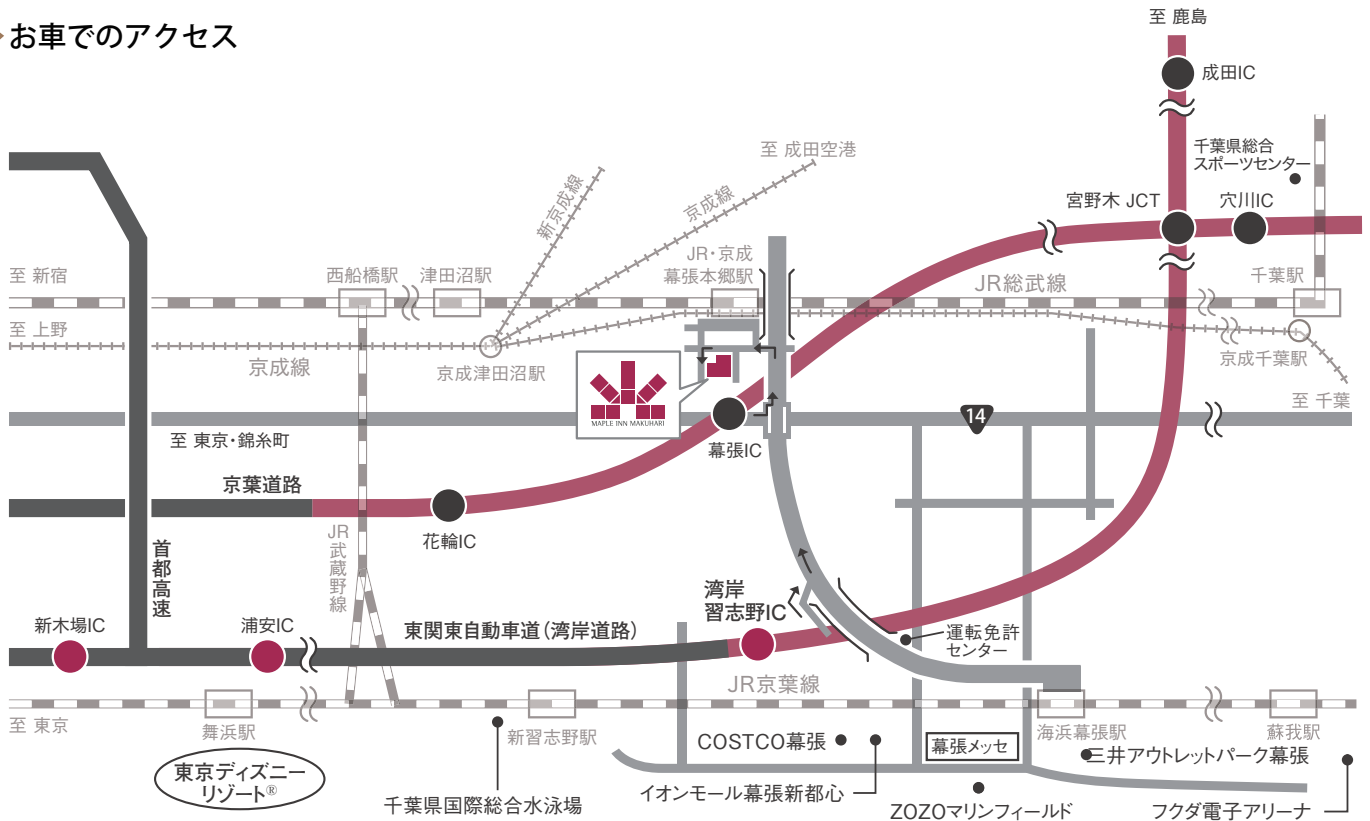 お車でのアクセス
至 鹿島
成田IC
千葉県総合
スポーツセンター
至 成田空港
新京成線
京成線
宮野木 JCT
穴川IC
JR・京成
幕張本郷駅
至 新宿
西船橋駅
津田沼駅
JR総武線
千葉駅
至 上野
京成線
京成津田沼駅
京成千葉駅
MAPLE INN MAKUHARI
至 千葉
14
至 東京・錦糸町
幕張IC
京葉道路
花輪IC
JR武蔵野線
首都高速
湾岸
習志野IC
新木場IC
浦安IC
東関東自動車道(湾岸道路)
運転免許
センター
JR京葉線
至 東京
舞浜駅
新習志野駅
海浜幕張駅
蘇我駅
COSTCO幕張
幕張メッセ
三井アウトレットパーク幕張
東京ディズニー
リゾート®
千葉県国際総合水泳場
イオンモール幕張新都心
ZOZOマリンフィールド
フクダ電子アリーナ